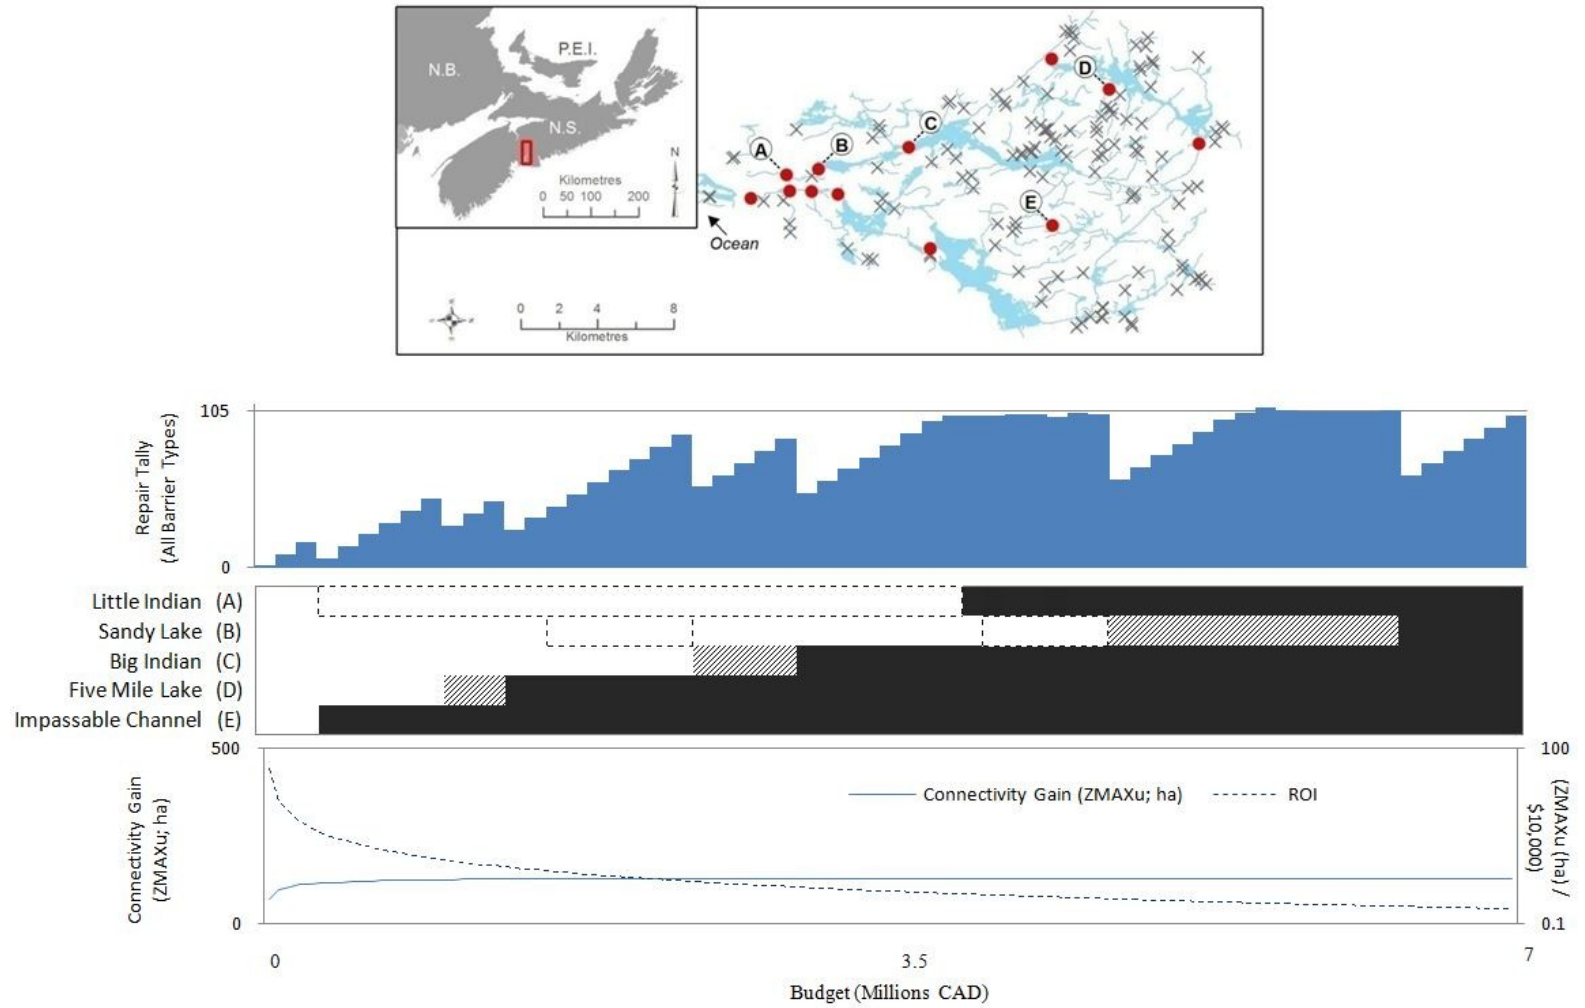 N.B.
P.E.I.
N.S.
N
Kilometres
0 50 100 200
A
B
C
D
E
Ocean
0 2 4 8
Kilometres
105
0
Repair Tally
(All Barrier Types)
Little Indian (A)
Sandy Lake (B)
Big Indian (C)
Five Mile Lake (D)
Impassable Channel (E)
500
0
Connectivity Gain
(ZMAXu; ha)
Connectivity Gain (ZMAXu; ha)
ROI
100
0.1
(ZMAXu (ha) /
$10,000)
0 3.5 7
Budget (Millions CAD)